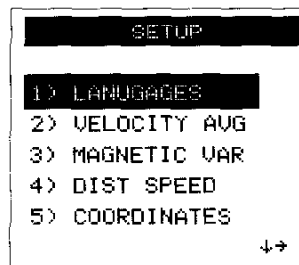 SETUP
1) LANUGAGES
2) VELOCITY AVG
3) MAGNETIC VAR
4) DIST SPEED
5) COORDINATES
↓→